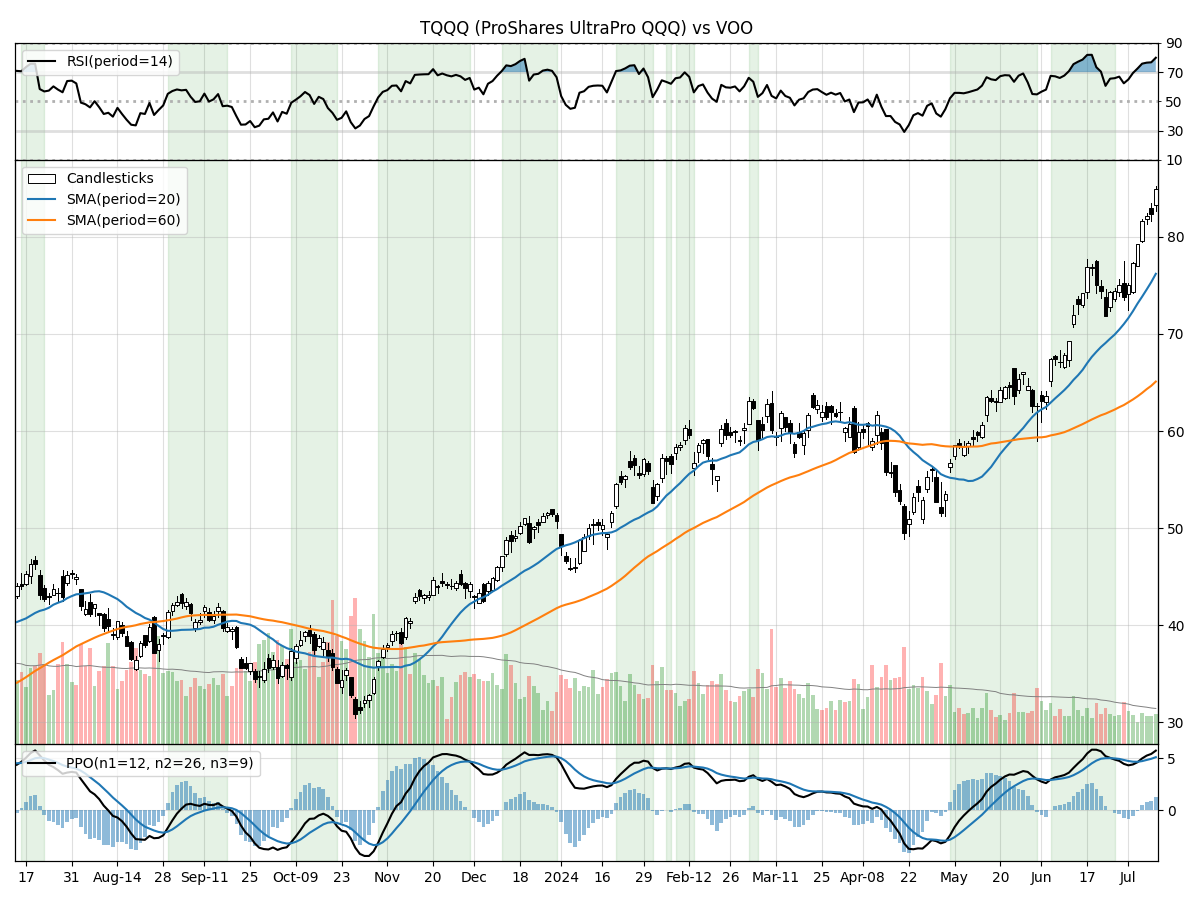 TQQQ (ProShares UltraPro QQQ) vs VOO
RSI(period=14)
90
70
50
30
10
Candlesticks
SMA(period=20)
SMA(period=60)
80
70
60
50
40
30
PPO(n1=12, n2=26, n3=9)
5
0
17 31 Aug-14 28 Sep-11 25 Oct-09 23 Nov 20 Dec 18 2024 16 29 Feb-12 26 Mar-11 25 Apr-08 22 May 20 Jun 17 Jul